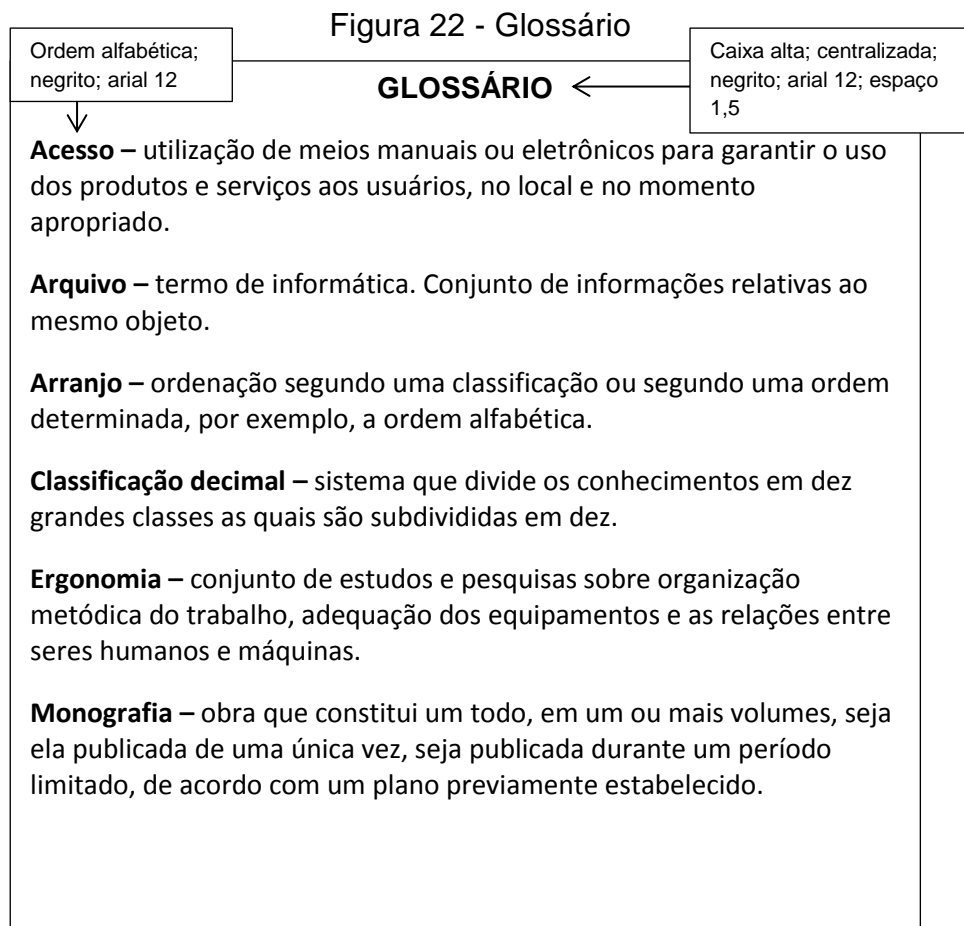 Figura 22 - Glossário
Ordem alfabética;
negrito; arial 12
Caixa alta; centralizada;
negrito; arial 12; espaço
1,5
GLOSSÁRIO
Acesso – utilização de meios manuais ou eletrônicos para garantir o uso
dos produtos e serviços aos usuários, no local e no momento
apropriado.
Arquivo – termo de informática. Conjunto de informações relativas ao
mesmo objeto.
Arranjo – ordenação segundo uma classificação ou segundo uma ordem
determinada, por exemplo, a ordem alfabética.
Classificação decimal – sistema que divide os conhecimentos em dez
grandes classes as quais são subdivididas em dez.
Ergonomia – conjunto de estudos e pesquisas sobre organização
metódica do trabalho, adequação dos equipamentos e as relações entre
seres humanos e máquinas.
Monografia – obra que constitui um todo, em um ou mais volumes, seja
ela publicada de uma única vez, seja publicada durante um período
limitado, de acordo com um plano previamente estabelecido.